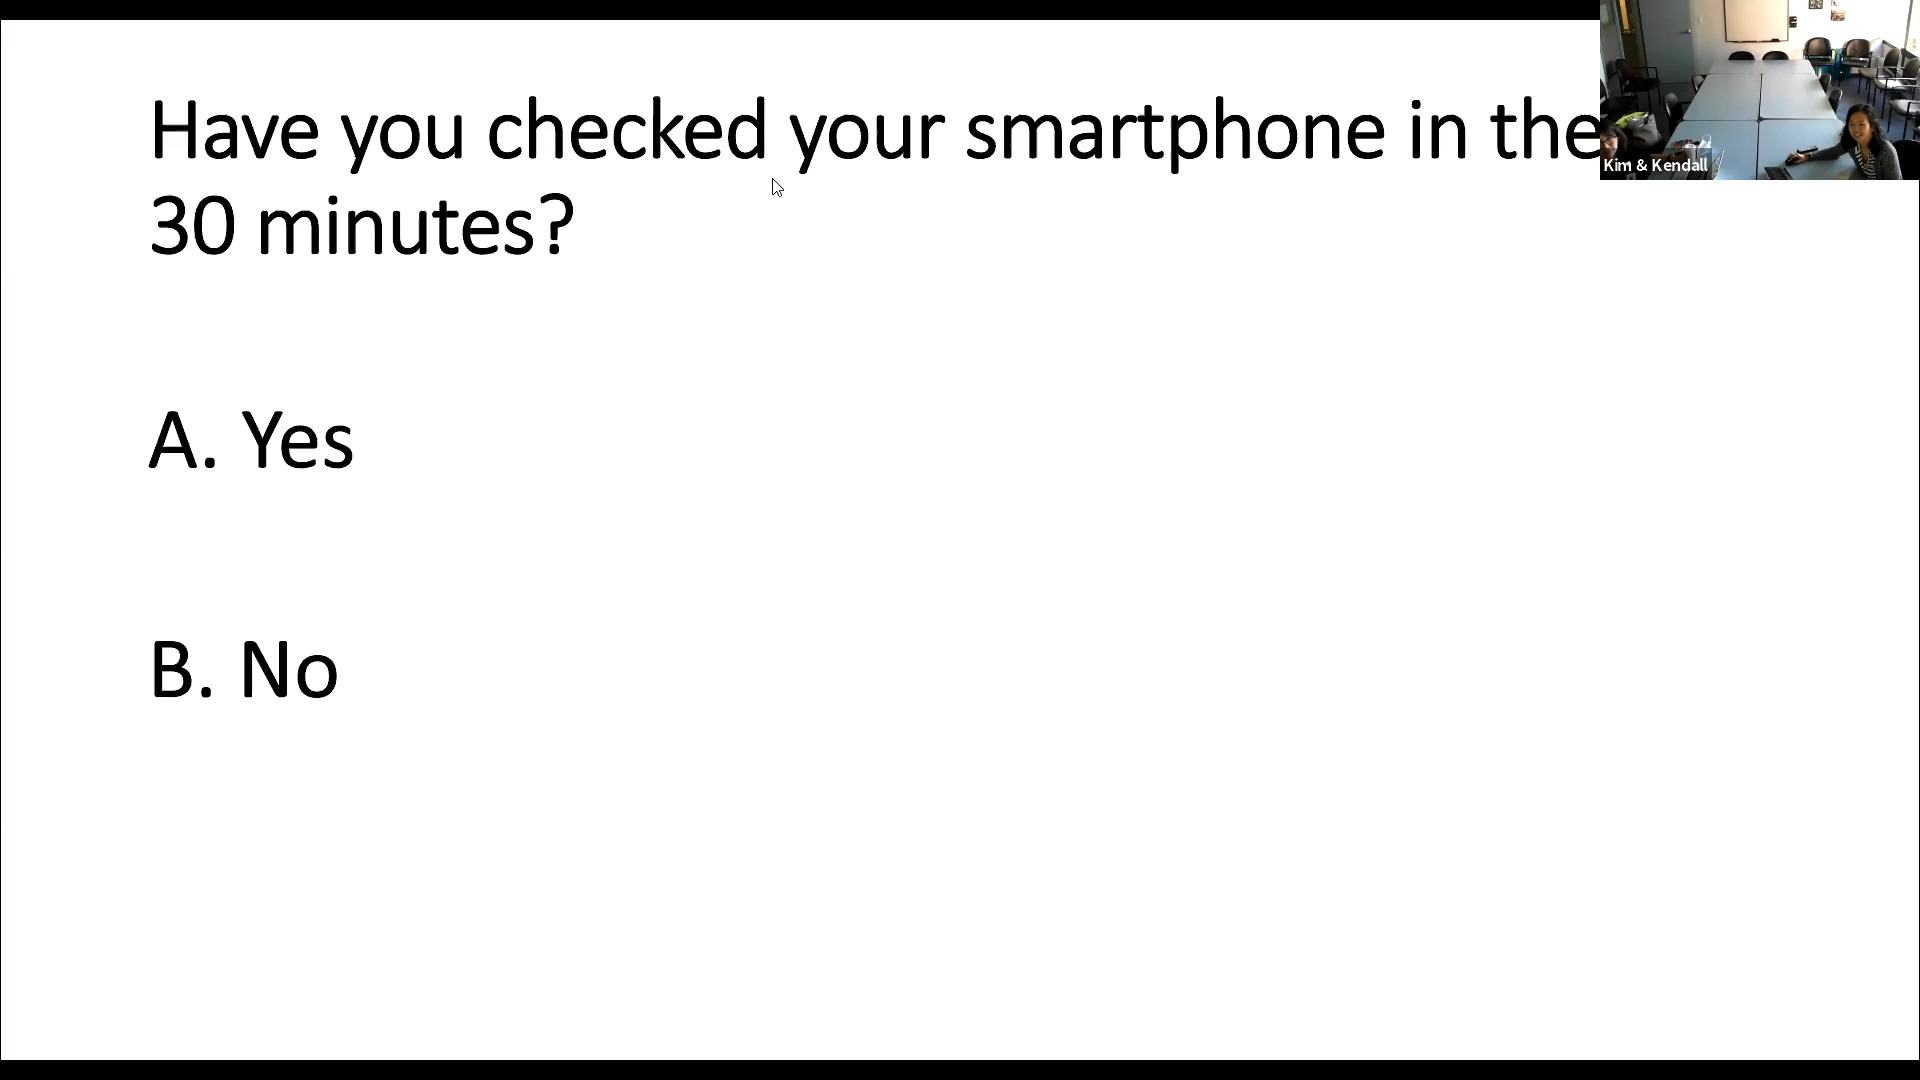 Have you checked your smartphone in the
30 minutes?
A. Yes
B. No
Kim & Kendall